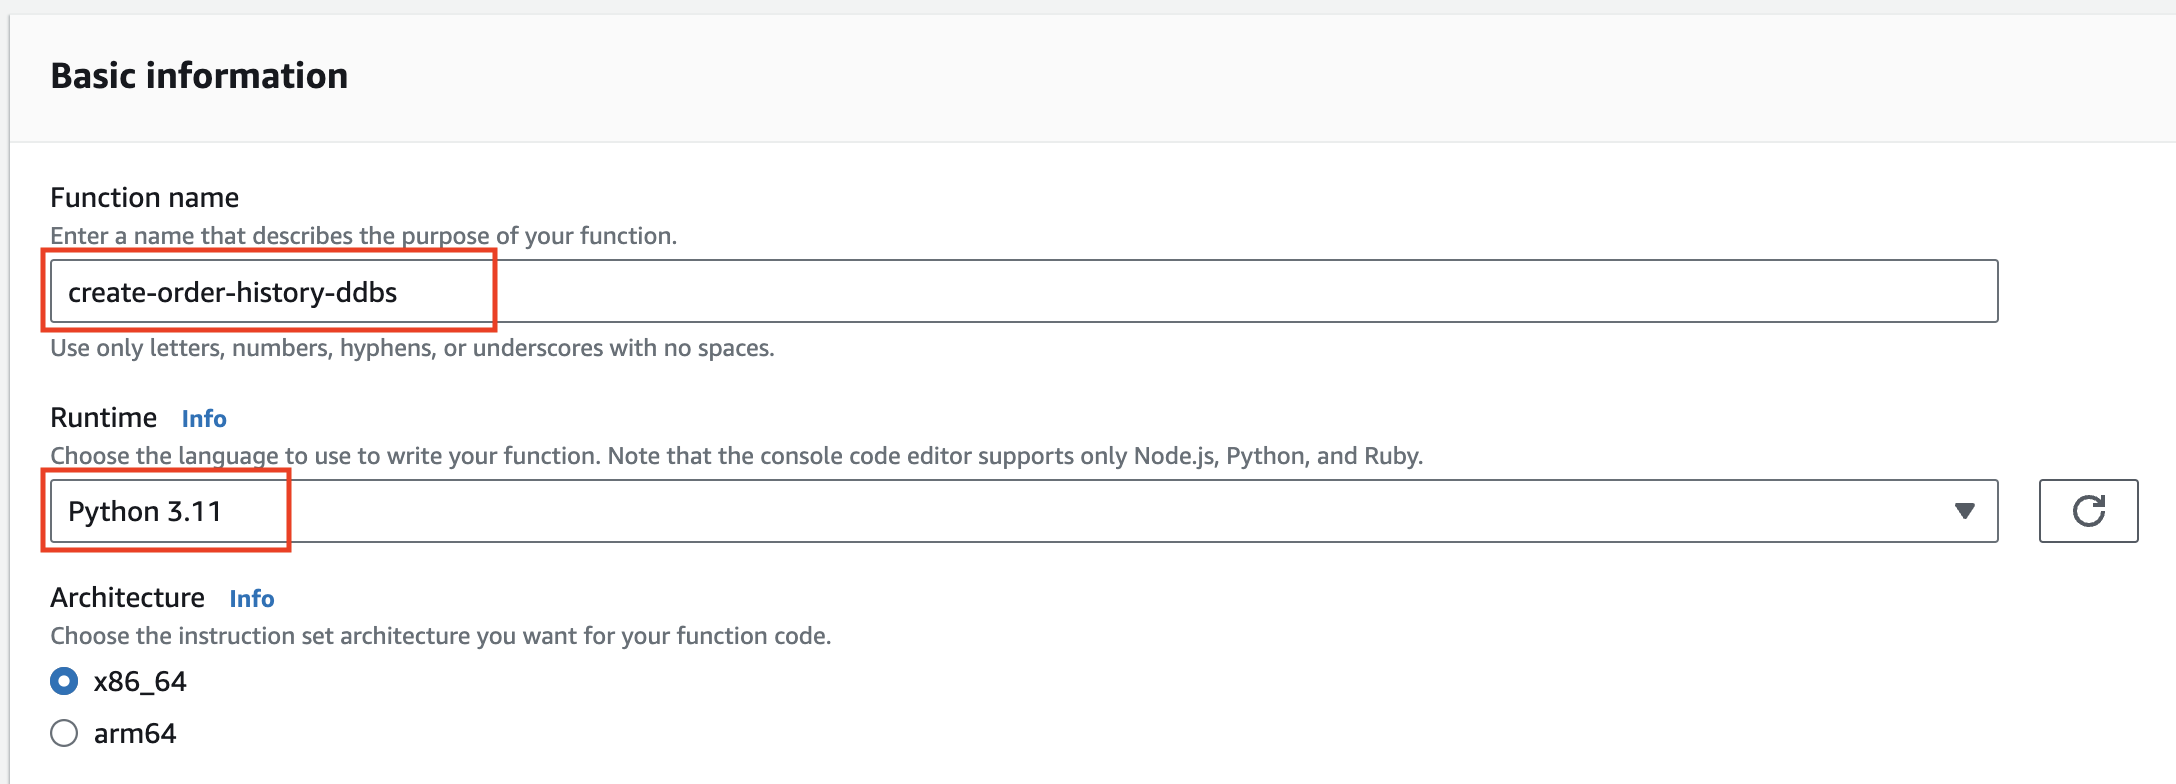 Basic information
Function name
Enter a name that describes the purpose of your function.
create-order-history-ddbs
Use only letters, numbers, hyphens, or underscores with no spaces.
Runtime Info
Choose the language to use to write your function. Note that the console code editor supports only Node.js, Python, and Ruby.
Python 3.11
Architecture Info
Choose the instruction set architecture you want for your function code.
x86_64
arm64